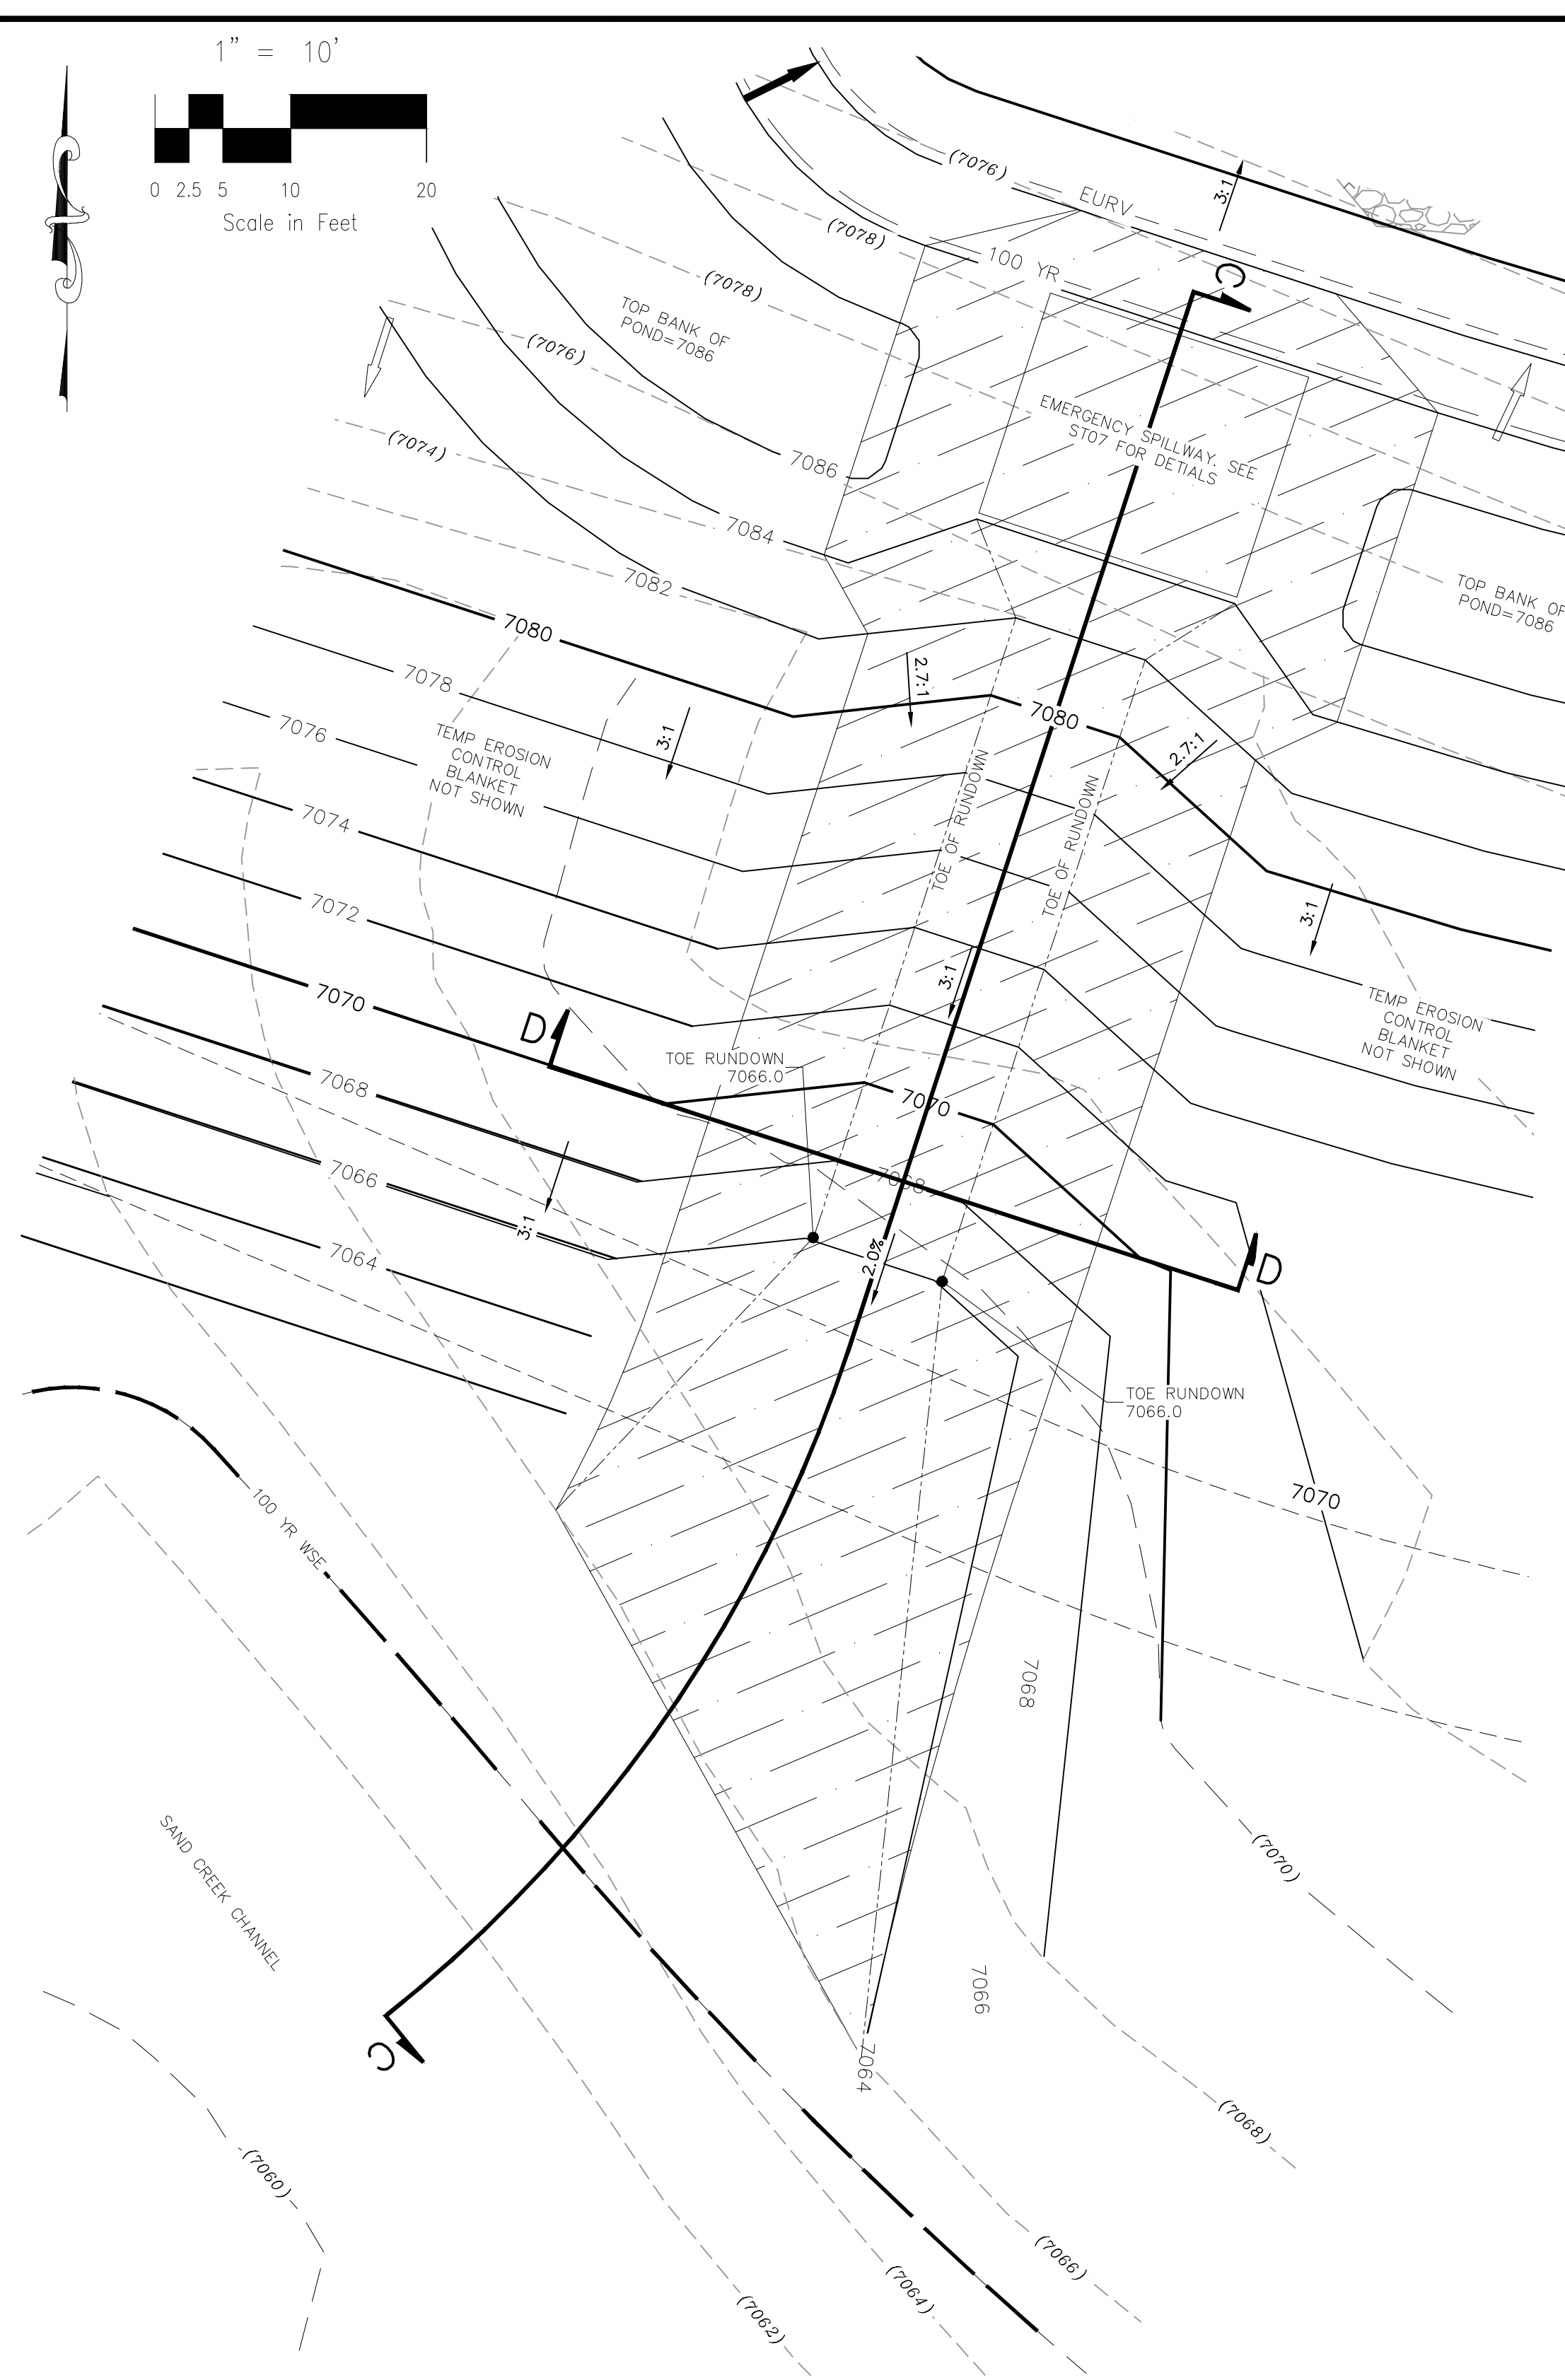 1" = 10'
0 2.5 5 10 20
Scale in Feet
(7076)
EURV
3:1
(7078)
100 YR
C
(7078)
TOP BANK OF
POND=7086
(7076)
EMERGENCY SPILLWAY. SEE
ST07 FOR DETIALS
(7074)
7086
7084
7082
TOP BANK OF
POND=7086
7080
7078
2.7:1
7080
2.7:1
7076
3:1
TEMP EROSION
CONTROL
BLANKET
NOT SHOWN
TOE OF RUNDOWN
TOE OF RUNDOWN
7074
7072
3:1
3:1
7070
TEMP EROSION
CONTROL
BLANKET
NOT SHOWN
D
TOE RUNDOWN
7066.0
7068
7070
7066
7068
3:1
7064
2.0%
D
TOE RUNDOWN
7066.0
7070
100 YR WSE
7068
(7070)
SAND CREEK CHANNEL
7066
C
7064
(7068)
(7060)
(7066)
(7064)
(7062)